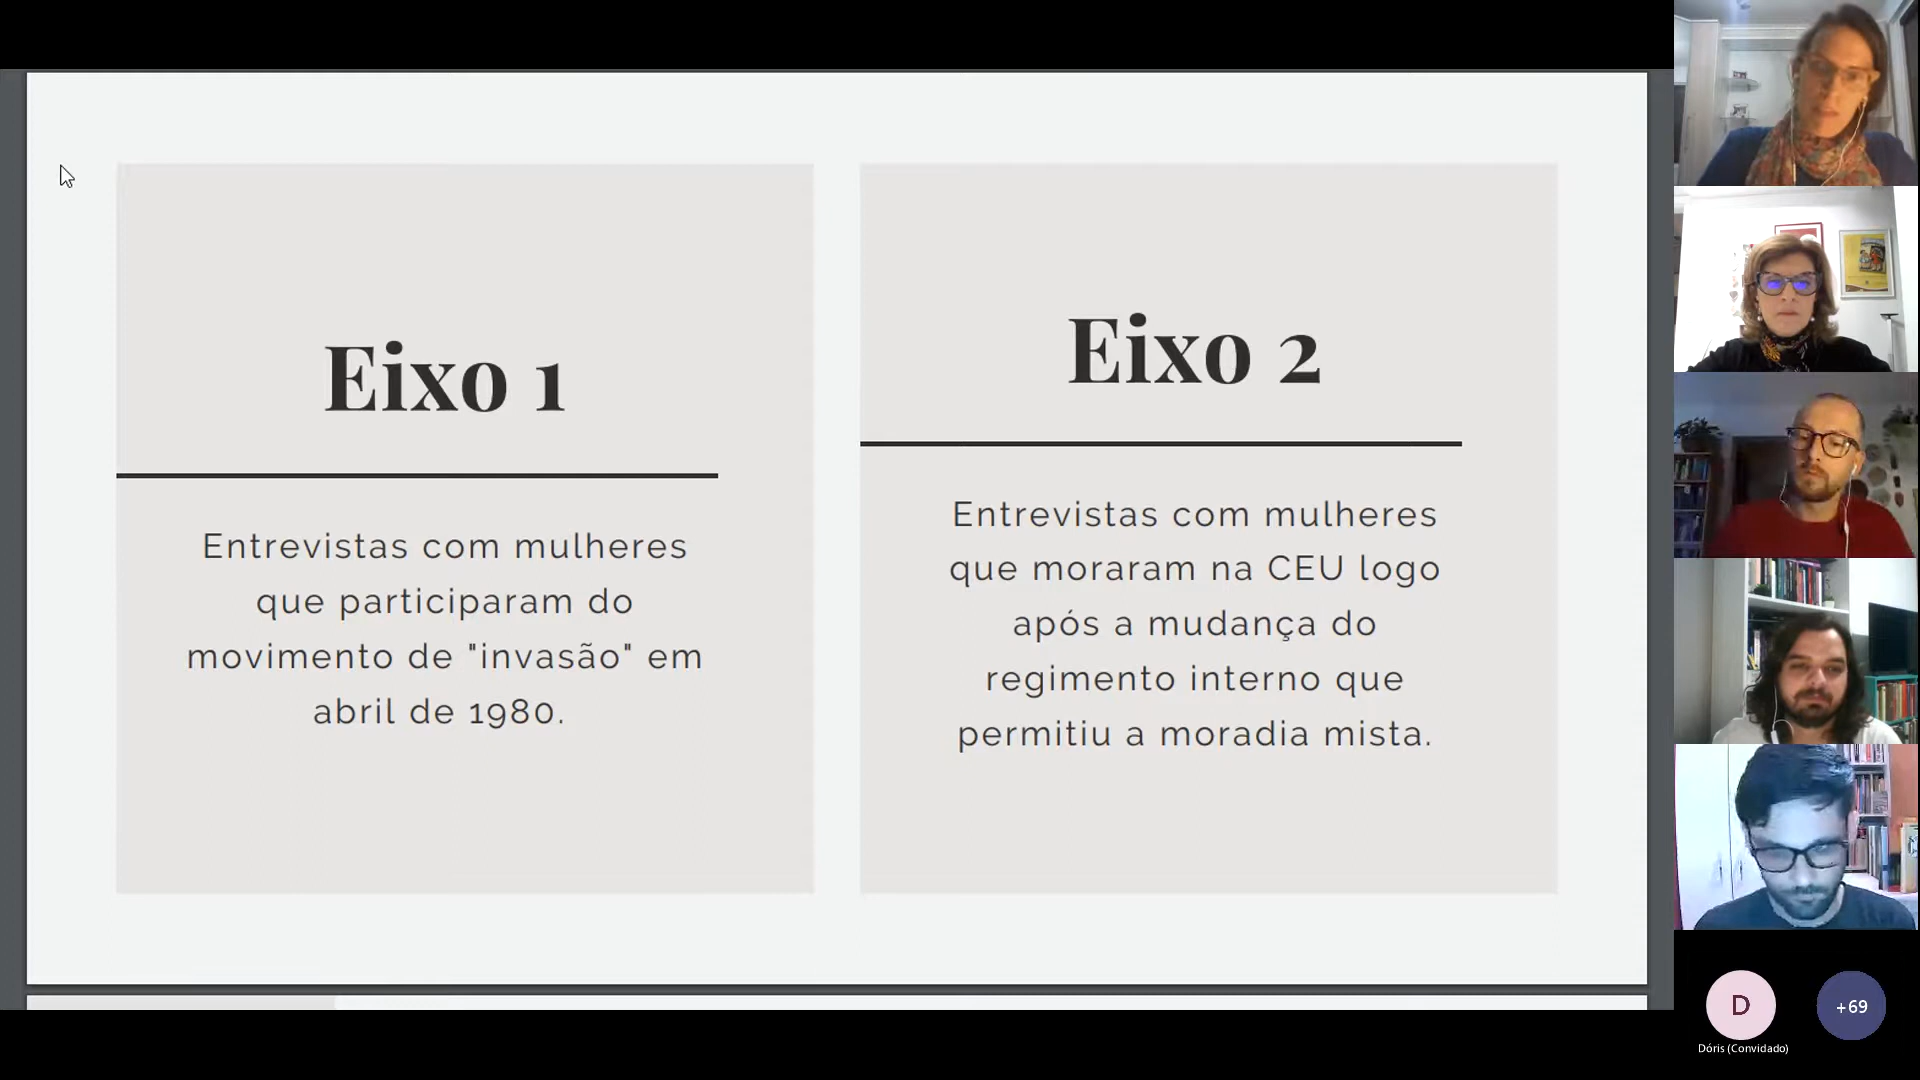 Eixo 1
Entrevistas com mulheres
que participaram do
movimento de "invasão" em
abril de 1980.
Eixo 2
Entrevistas com mulheres
que moraram na CEU logo
após a mudança do
regimento interno que
permitiu a moradia mista.
D
+69
Dóris (Convidado)